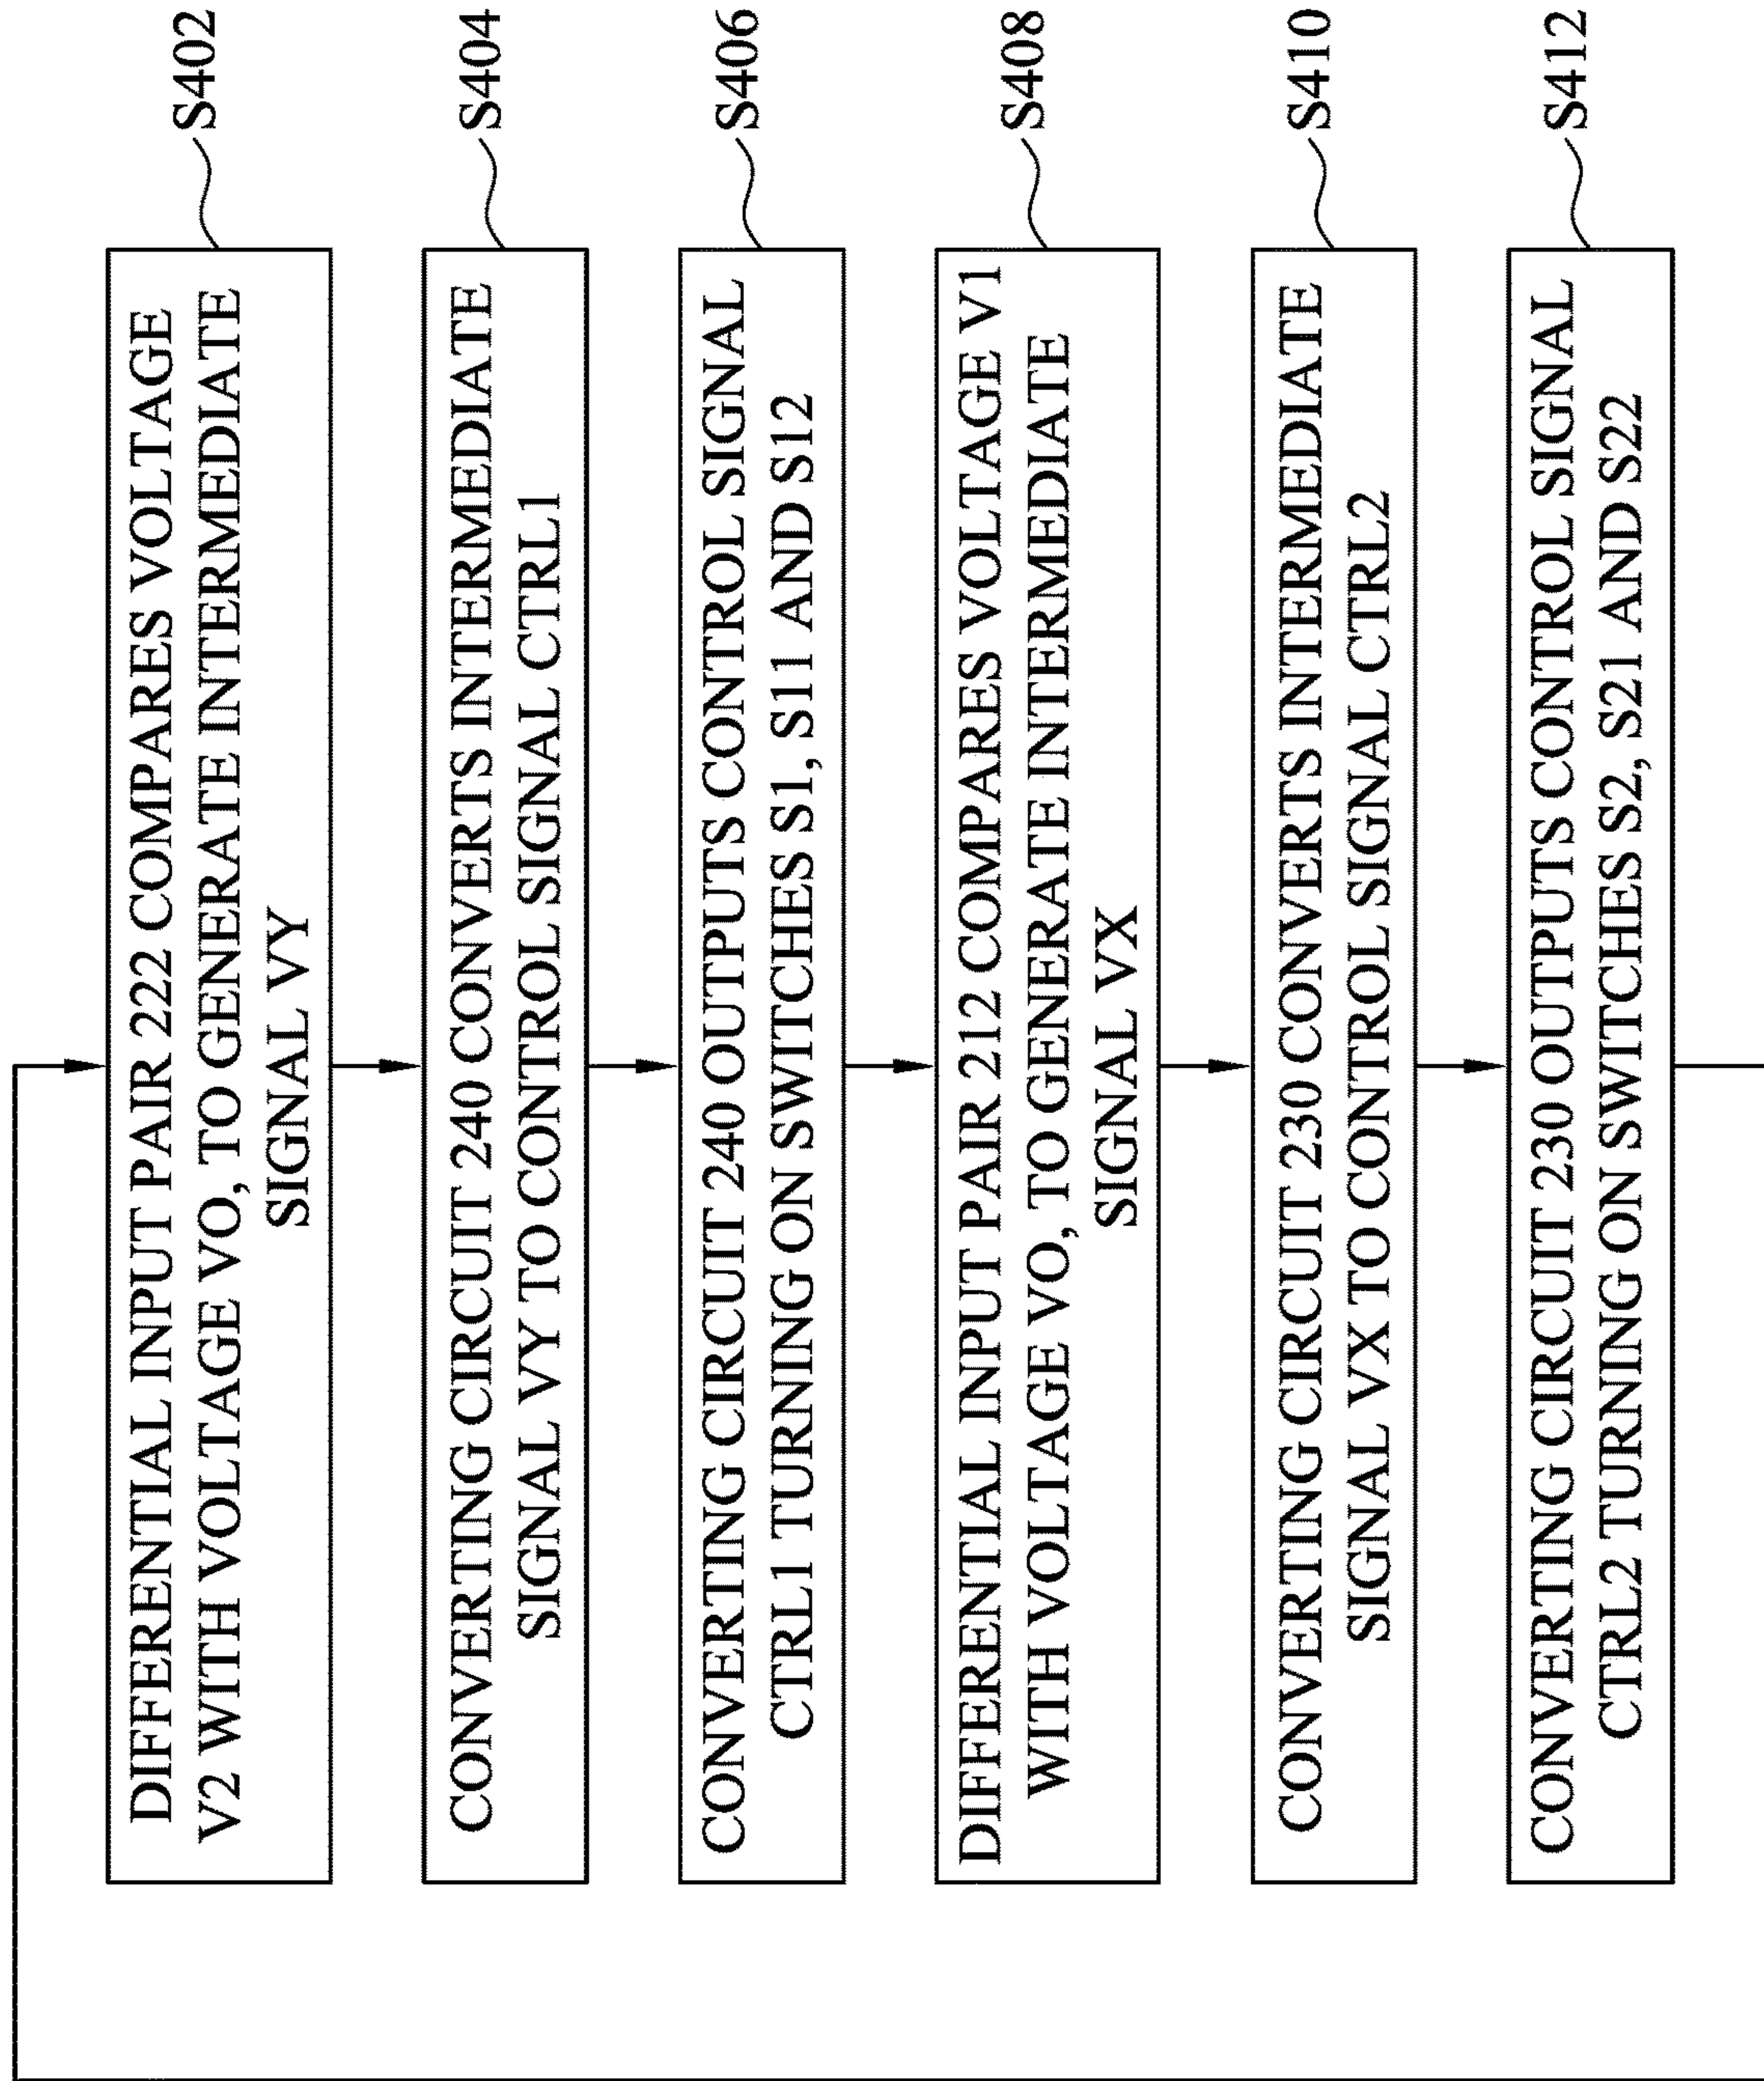 DIFFERENTIAL INPUT PAIR 222 COMPARES VOLTAGE
V2 WITH VOLTAGE VO, TO GENERATE INTERMEDIATE
SIGNAL VY
S402
CONVERTING CIRCUIT 240 CONVERTS INTERMEDIATE
SIGNAL VY TO CONTROL SIGNAL CTRL1
S404
CONVERTING CIRCUIT 240 OUTPUTS CONTROL SIGNAL
CTRL1 TURNING ON SWITCHES S1, S11 AND S12
S406
DIFFERENTIAL INPUT PAIR 212 COMPARES VOLTAGE V1
WITH VOLTAGE VO, TO GENERATE INTERMEDIATE
SIGNAL VX
S408
CONVERTING CIRCUIT 230 CONVERTS INTERMEDIATE
SIGNAL VX TO CONTROL SIGNAL CTRL2
S410
CONVERTING CIRCUIT 230 OUTPUTS CONTROL SIGNAL
CTRL2 TURNING ON SWITCHES S2, S21 AND S22
S412